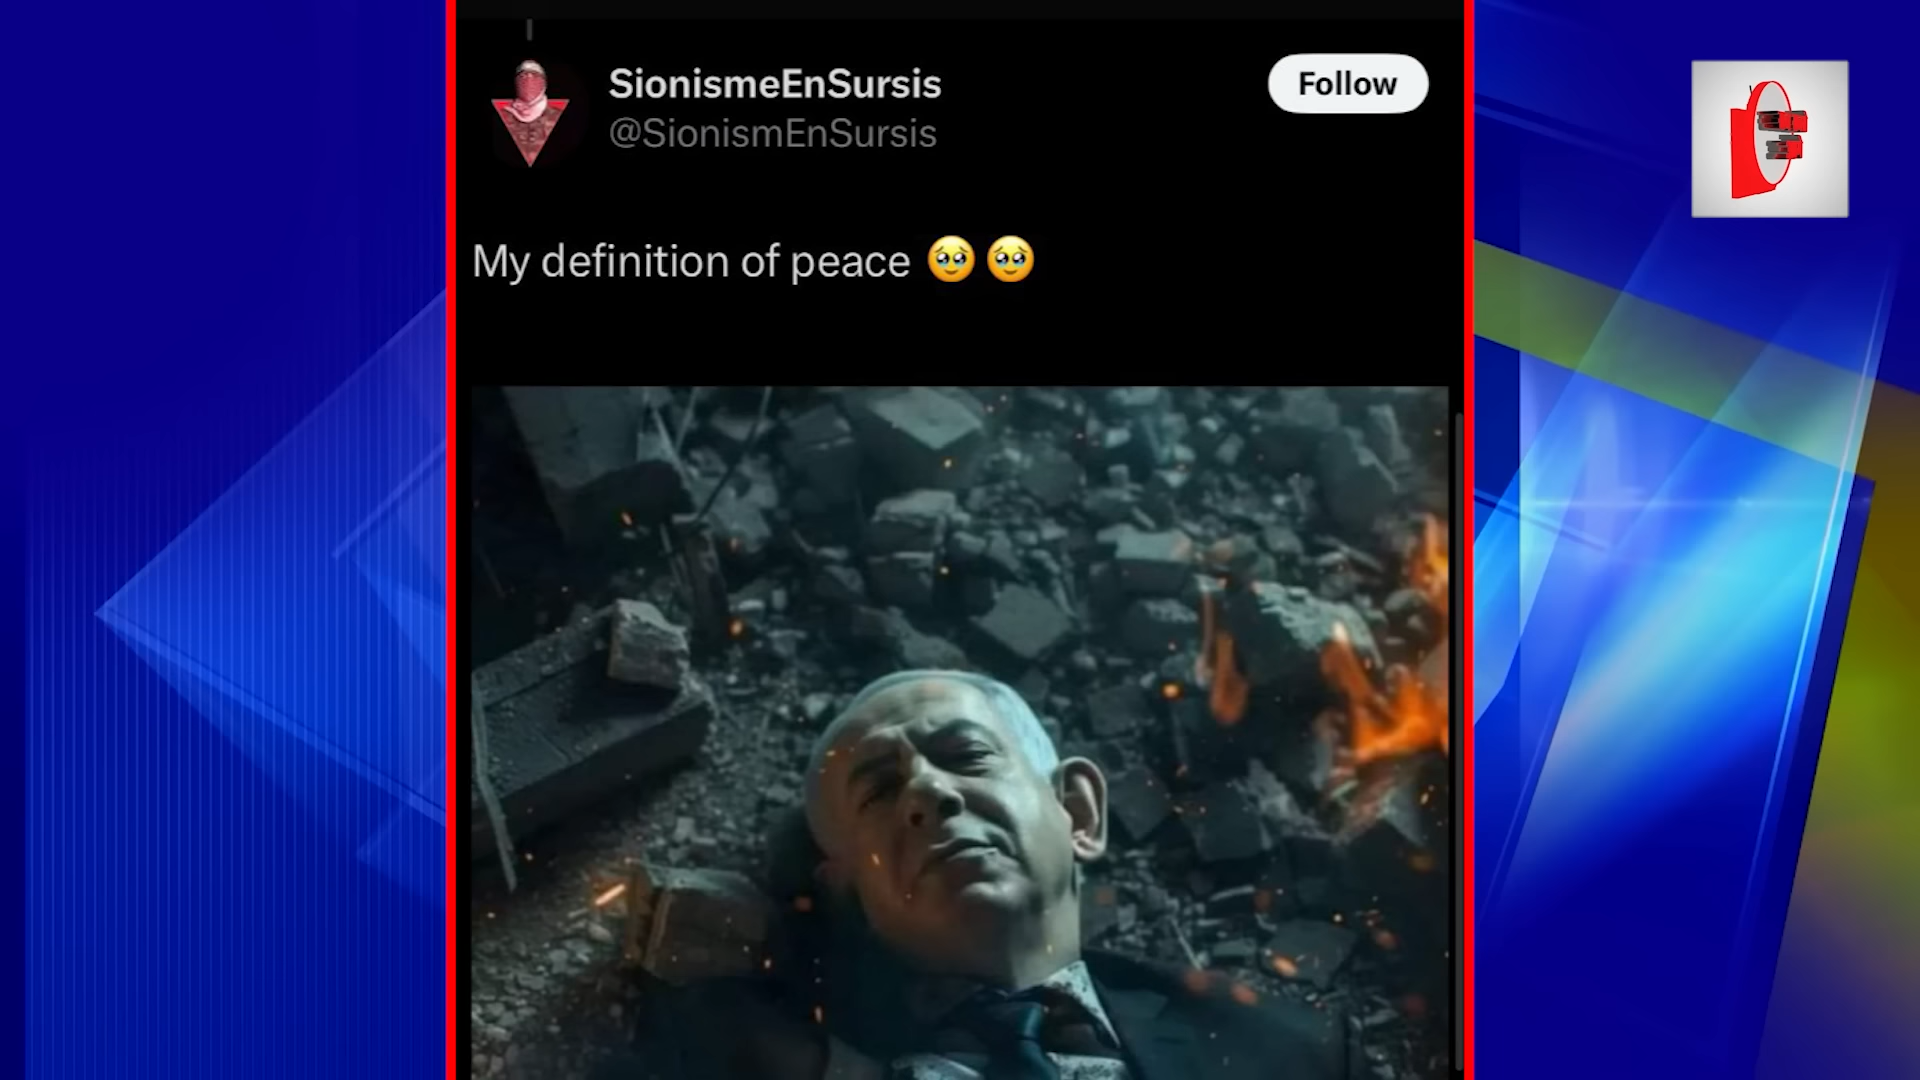 SionismeEnSursis
Follow
@SionismEnSursis
My definition of peace 🥹🥹